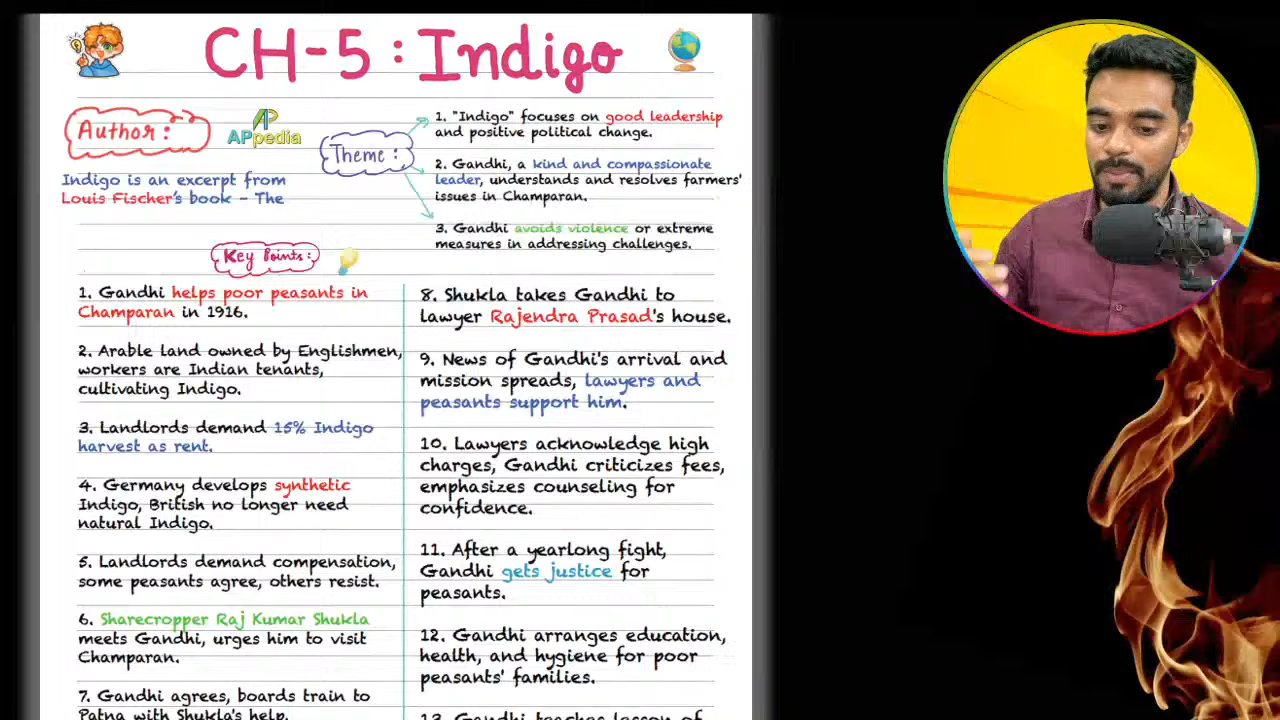 CH-5 : Indigo
Author :
APpedia
Indigo is an excerpt from
Louis Fischer's book - The
Theme :
1. "Indigo" focuses on good leadership
and positive political change.
2. Gandhi, a kind and compassionate
leader, understands and resolves farmers'
issues in Champaran.
3. Gandhi avoids violence or extreme
measures in addressing challenges.
Key Points :
1. Gandhi helps poor peasants in
Champaran in 1916.
2. Arable land owned by Englishmen,
workers are Indian tenants,
cultivating Indigo.
3. Landlords demand 15% Indigo
harvest as rent.
4. Germany develops synthetic
Indigo, British no longer need
natural Indigo.
5. Landlords demand compensation,
some peasants agree, others resist.
6. Sharecropper Raj Kumar Shukla
meets Gandhi, urges him to visit
Champaran.
7. Gandhi agrees, boards train to
Patna with Shukla's help.
8. Shukla takes Gandhi to
lawyer Rajendra Prasad's house.
9. News of Gandhi's arrival and
mission spreads, lawyers and
peasants support him.
10. Lawyers acknowledge high
charges, Gandhi criticizes fees,
emphasizes counseling for
confidence.
11. After a yearlong fight,
Gandhi gets justice for
peasants.
12. Gandhi arranges education,
health, and hygiene for poor
peasants' families.
13. Gandhi teaches lesson of